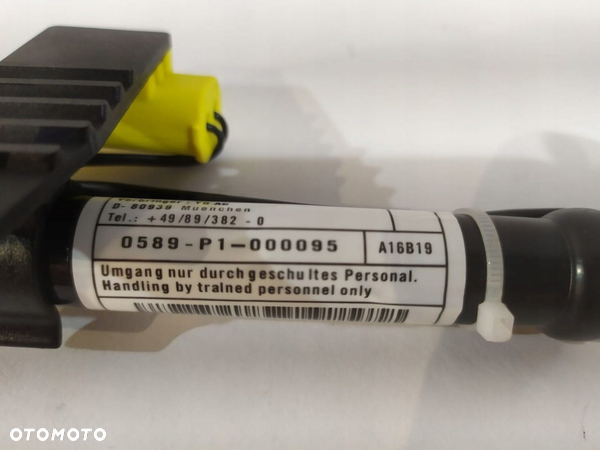 D- 80939 Muenchen
Tel.: +49/89/382 - 0
0589-P1-000095
A16B19
Umgang nur durch geschultes Personal.
Handling by trained personnel only
OTOMOTO